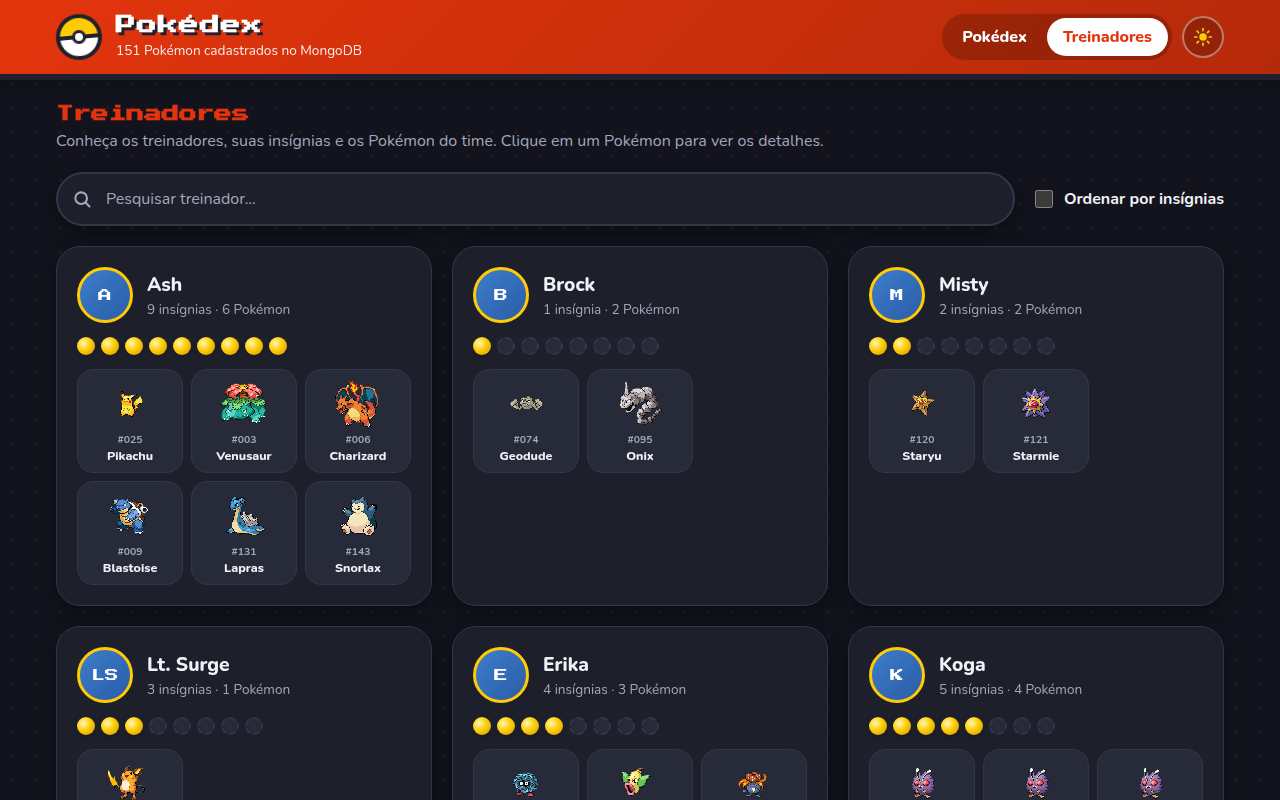 Pokédex
151 Pokémon cadastrados no MongoDB
Pokédex
Treinadores
Treinadores
Conheça os treinadores, suas insígnias e os Pokémon do time. Clique em um Pokémon para ver os detalhes.
Pesquisar treinador...
Ordenar por insígnias
A
Ash
9 insígnias · 6 Pokémon
#025
Pikachu
#003
Venusaur
#006
Charizard
#009
Blastoise
#131
Lapras
#143
Snorlax
B
Brock
1 insígnia · 2 Pokémon
#074
Geodude
#095
Onix
M
Misty
2 insígnias · 2 Pokémon
#120
Staryu
#121
Starmie
LS
Lt. Surge
3 insígnias · 1 Pokémon
E
Erika
4 insígnias · 3 Pokémon
K
Koga
5 insígnias · 4 Pokémon